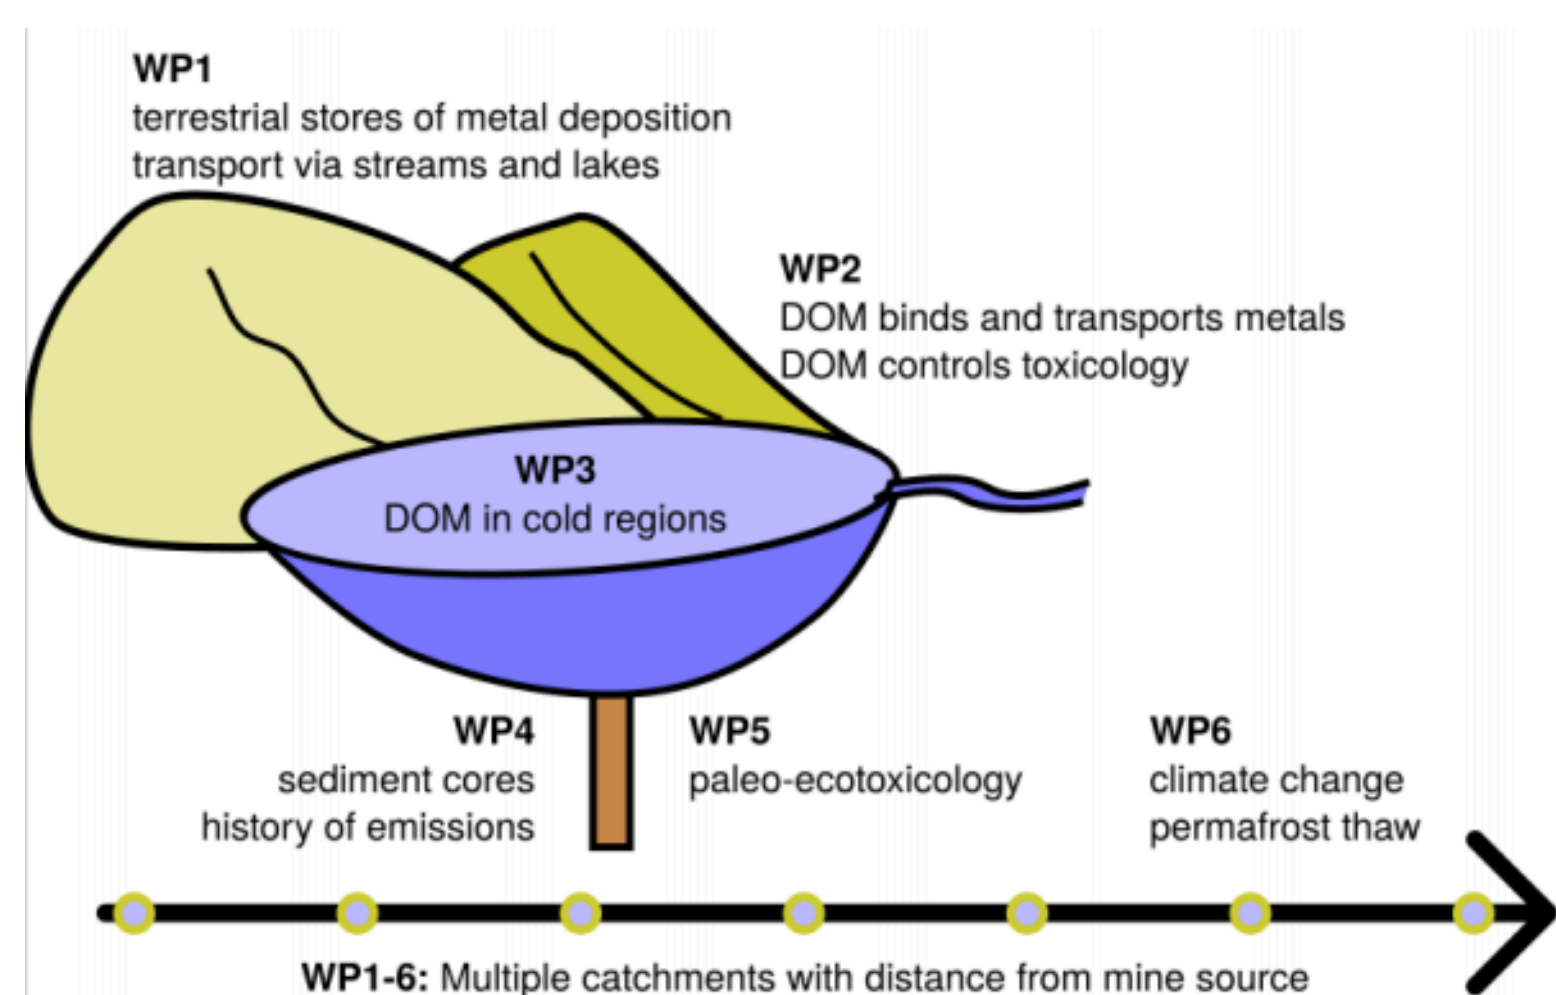 WP1
terrestrial stores of metal deposition
transport via streams and lakes
WP2
DOM binds and transports metals
DOM controls toxicology
WP3
DOM in cold regions
WP4
sediment cores
history of emissions
WP5
paleo-ecotoxicology
WP6
climate change
permafrost thaw
WP1-6: Multiple catchments with distance from mine source